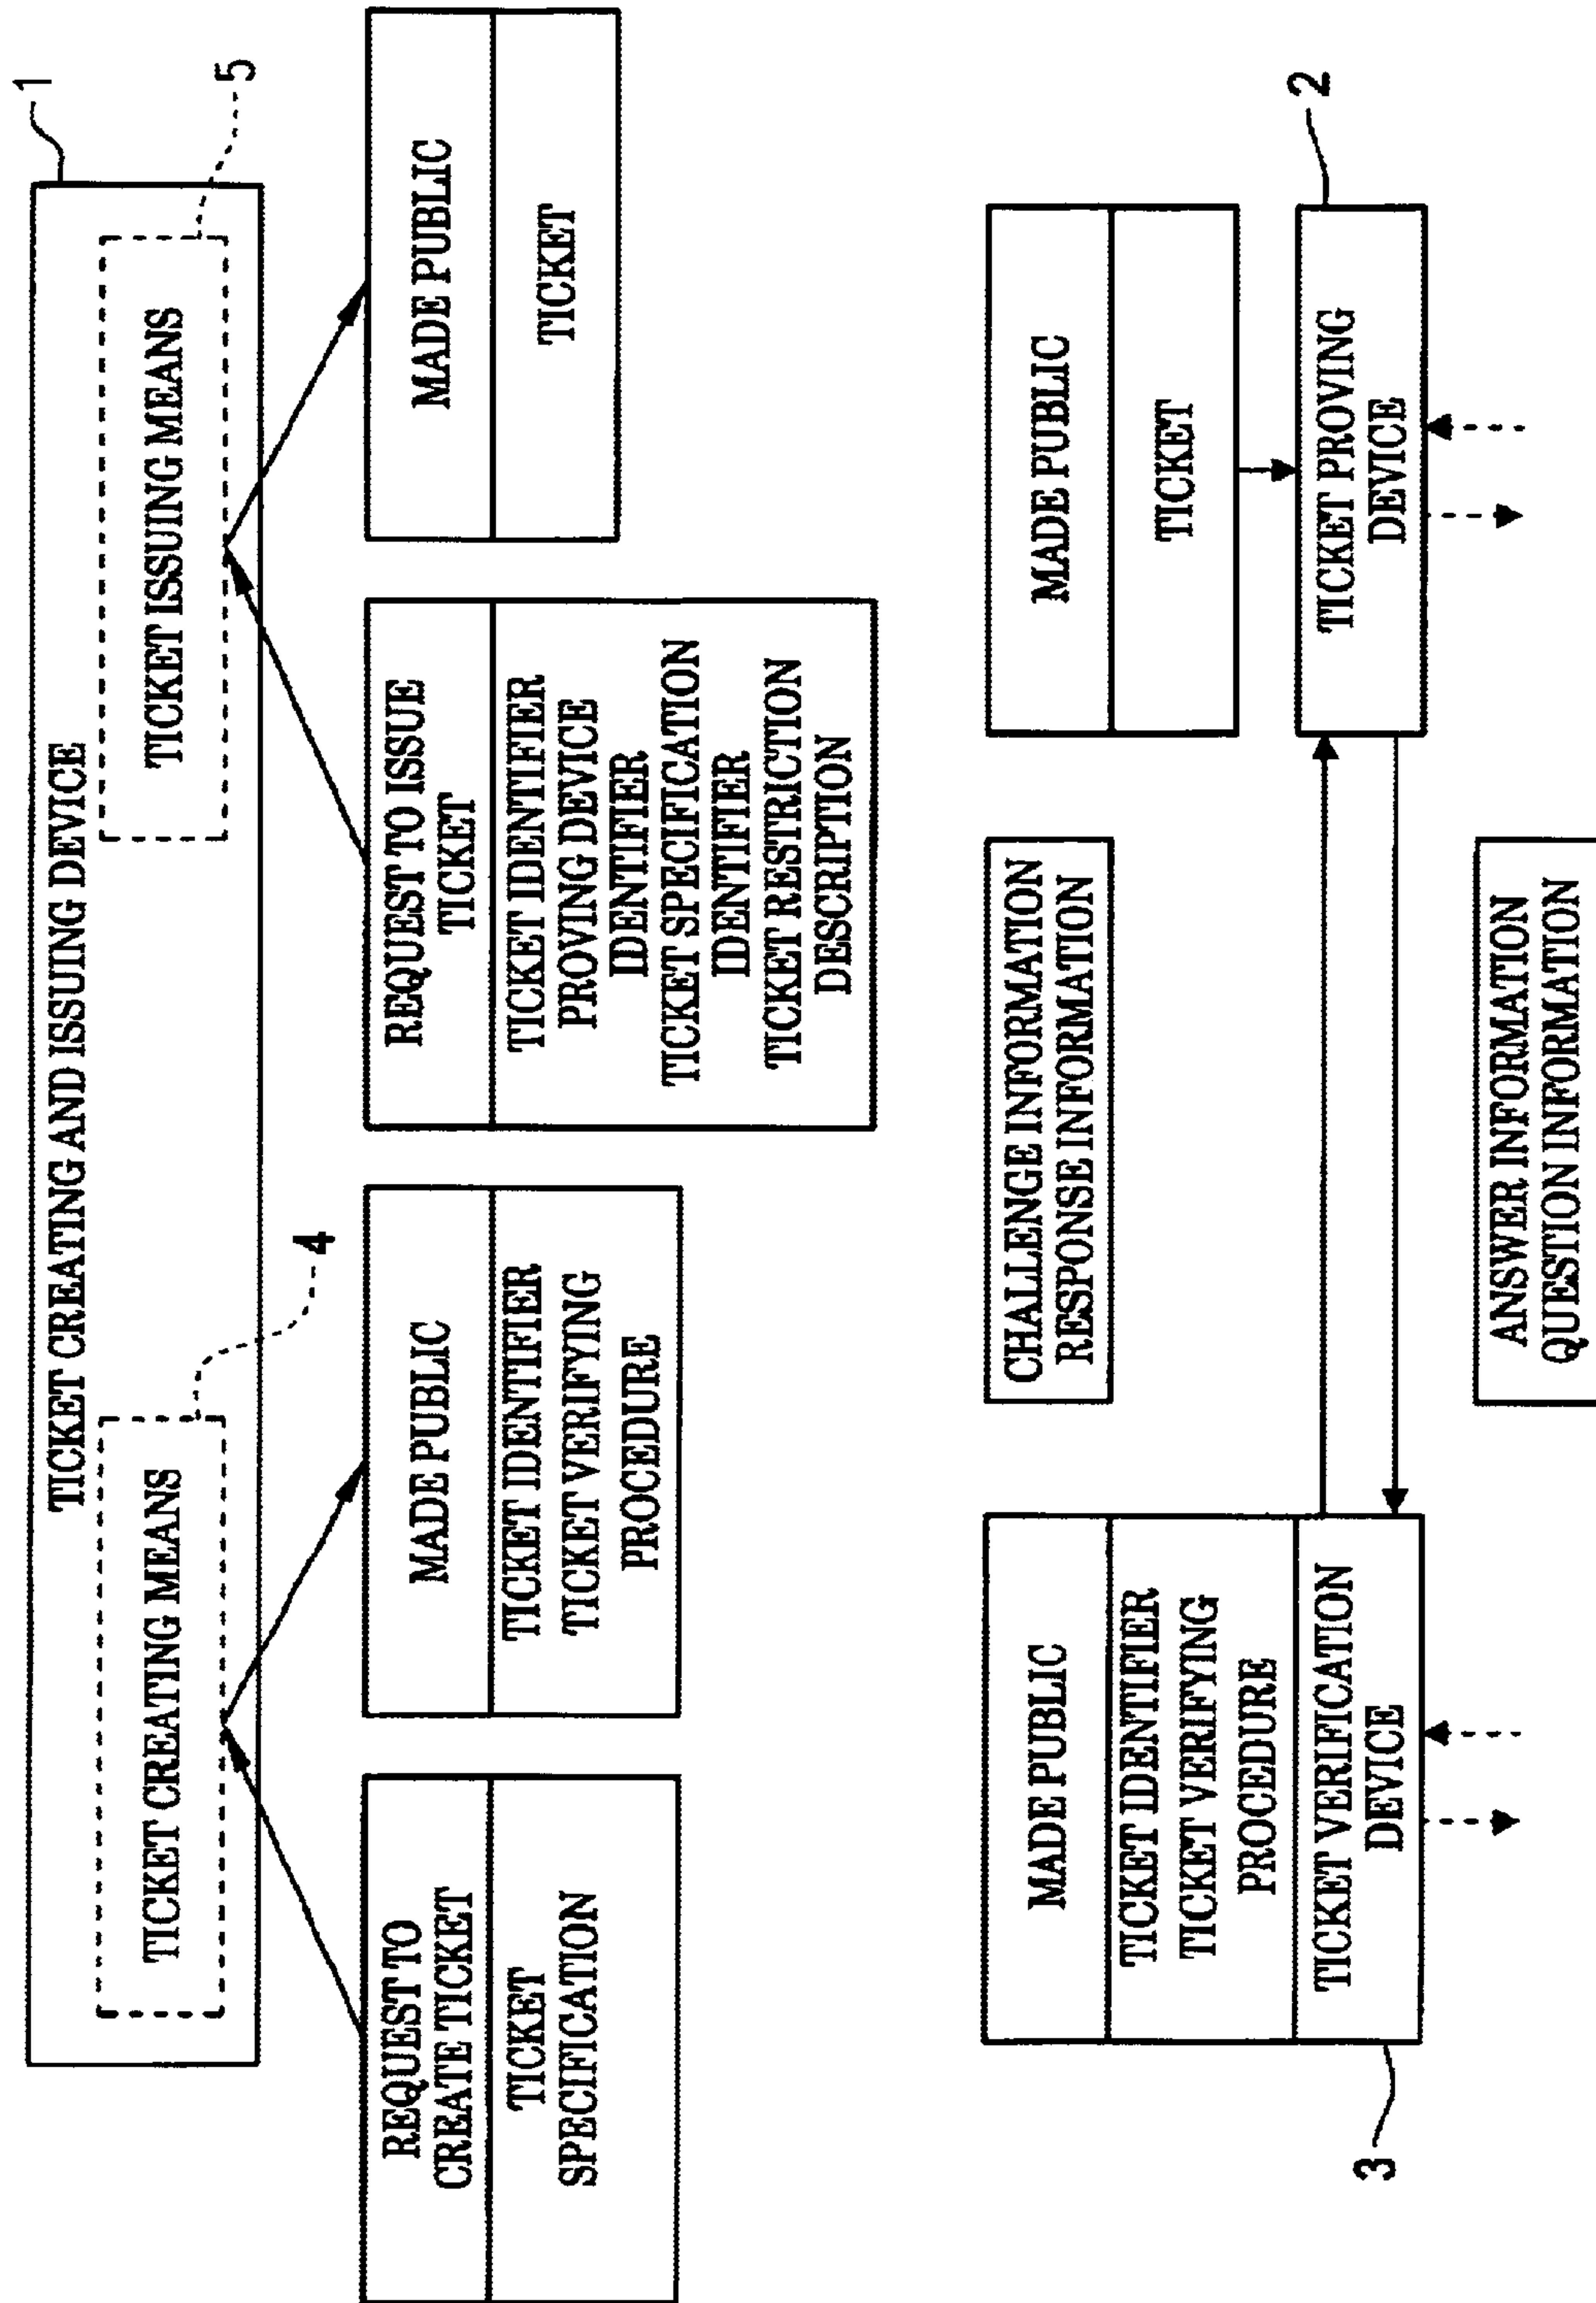 1
TICKET CREATING AND ISSUING DEVICE
4
TICKET CREATING MEANS
5
TICKET ISSUING MEANS
REQUEST TO
CREATE TICKET
TICKET
SPECIFICATION
MADE PUBLIC
TICKET IDENTIFIER
TICKET VERIFYING
PROCEDURE
REQUEST TO ISSUE
TICKET
TICKET IDENTIFIER
PROVING DEVICE
IDENTIFIER
TICKET SPECIFICATION
IDENTIFIER
TICKET RESTRICTION
DESCRIPTION
MADE PUBLIC
TICKET
MADE PUBLIC
TICKET IDENTIFIER
TICKET VERIFYING
PROCEDURE
TICKET VERIFICATION
DEVICE
3
CHALLENGE INFORMATION
RESPONSE INFORMATION
MADE PUBLIC
TICKET
TICKET PROVING
DEVICE
2
ANSWER INFORMATION
QUESTION INFORMATION